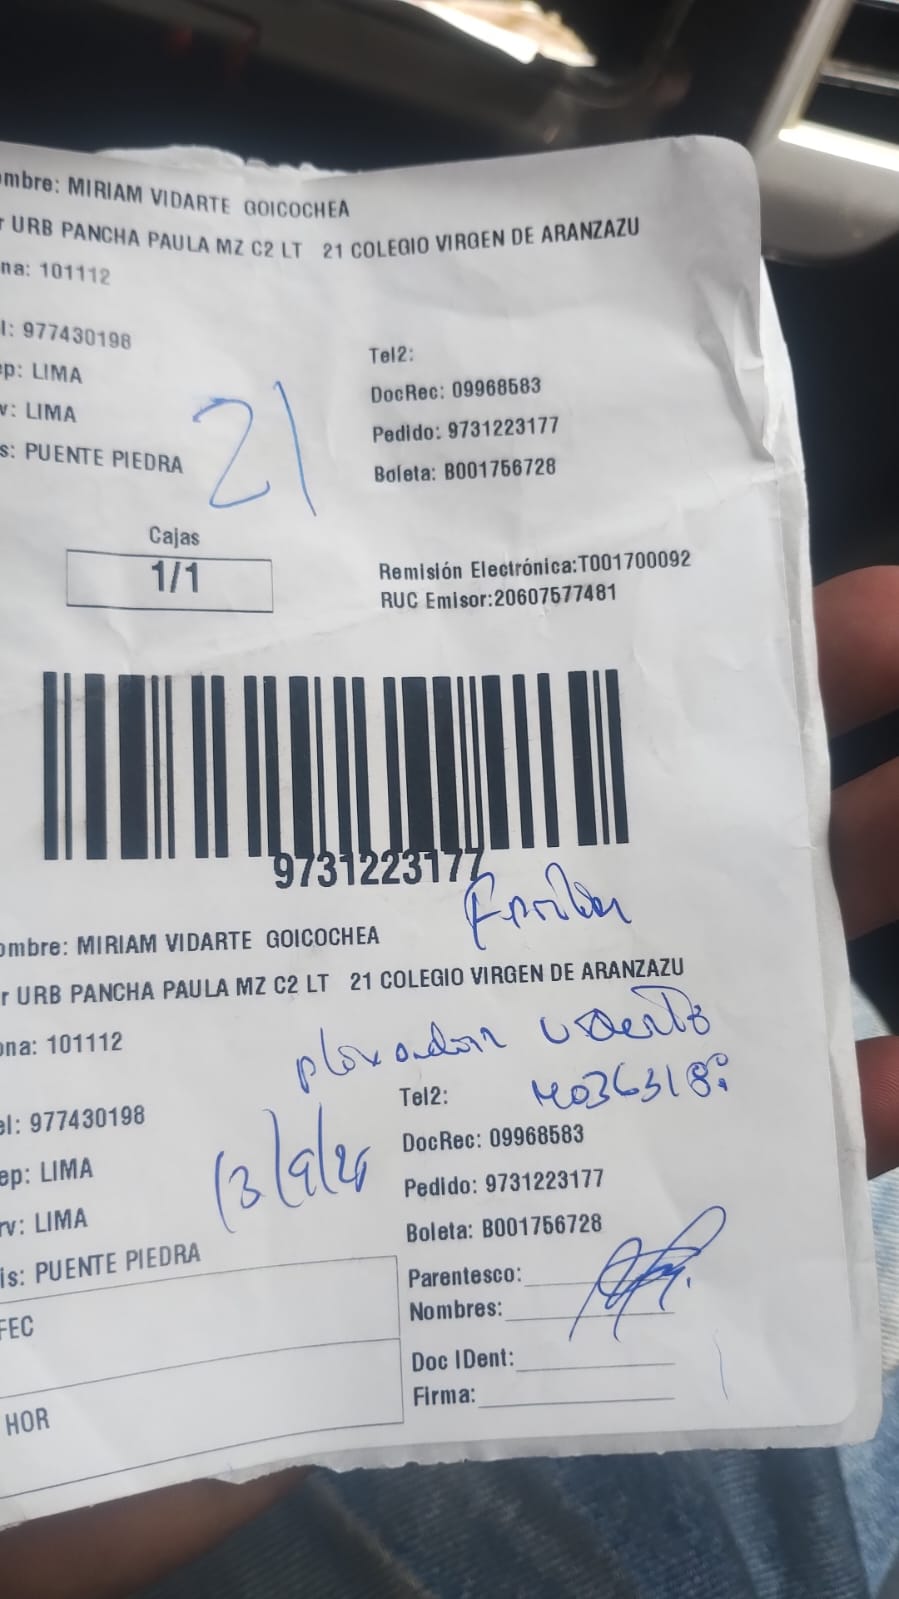 ombre: MIRIAM VIDARTE GOICOCHEA
r URB PANCHA PAULA MZ C2 LT 21 COLEGIO VIRGEN DE ARANZAZU
na: 101112
l: 977430198
Tel2:
ep: LIMA
DocRec: 09968583
v: LIMA
Pedido: 9731223177
s: PUENTE PIEDRA
Boleta: B001756728
21
Cajas
1/1
Remisión Electrónica:T001700092
RUC Emisor:20607577481
9731223177
ombre: MIRIAM VIDARTE GOICOCHEA
r URB PANCHA PAULA MZ C2 LT 21 COLEGIO VIRGEN DE ARANZAZU
ona: 101112
el: 977430198
Tel2:
ep: LIMA
DocRec: 09968583
rv: LIMA
Pedido: 9731223177
is: PUENTE PIEDRA
Boleta: B001756728
Parentesco:
Nombres:
FEC
Doc IDent:
HOR
Firma: